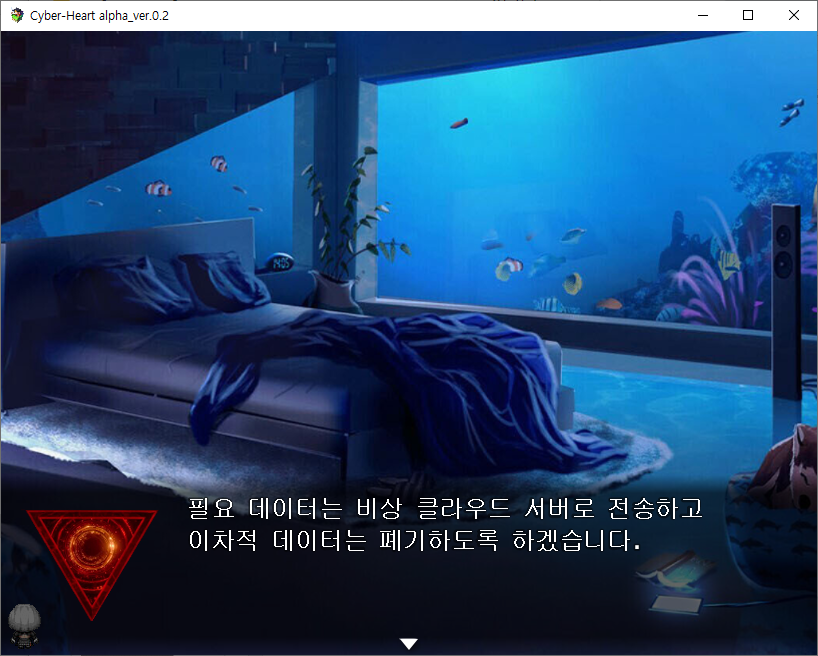 Cyber-Heart alpha_ver.0.2
14:05
필요 데이터는 비상 클라우드 서버로 전송하고
이차적 데이터는 폐기하도록 하겠습니다.